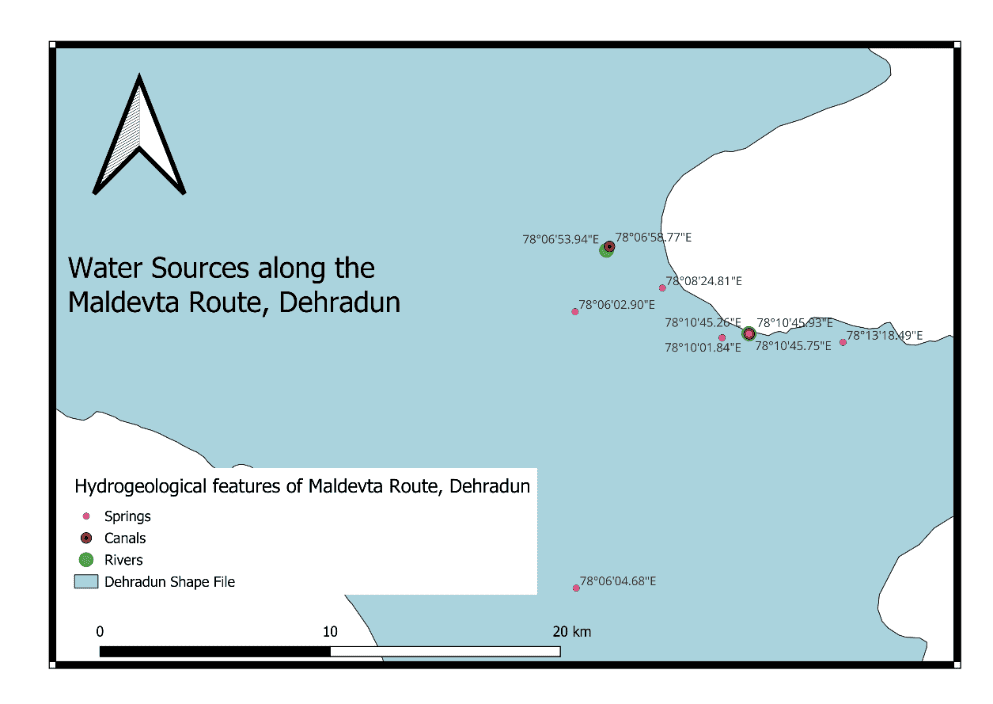 Water Sources along the
Maldevta Route, Dehradun
78°06'53.94"E
78°06'58.77"E
78°08'24.81"E
78°06'02.90"E
78°10'45.26"E
78°10'45.93"E
78°13'18.49"E
78°10'01.84"E
78°10'45.75"E
Hydrogeological features of Maldevta Route, Dehradun
Springs
Canals
Rivers
Dehradun Shape File
78°06'04.68"E
0 10 20 km